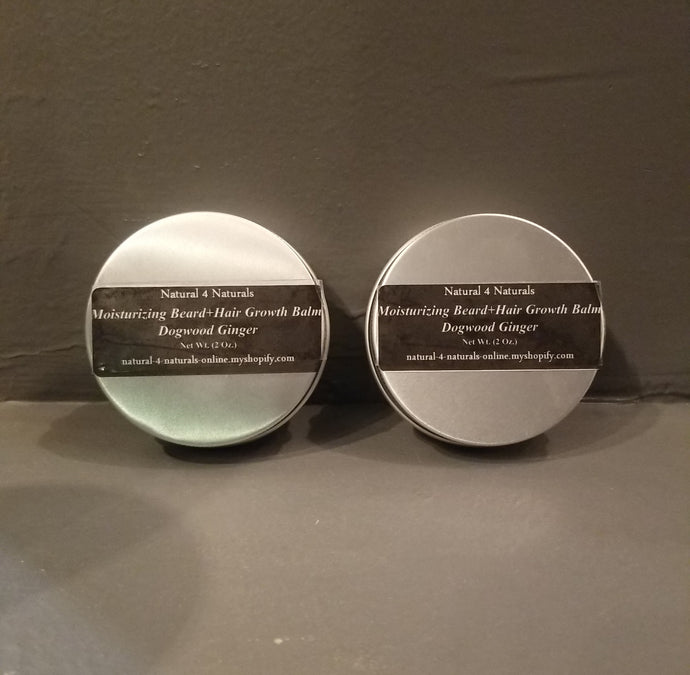 Natural 4 Naturals
Moisturizing Beard+Hair Growth Balm
Dogwood Ginger
Net Wt. (2 Oz.)
natural-4-naturals-online.myshopify.com
Natural 4 Naturals
Moisturizing Beard+Hair Growth Balm
Dogwood Ginger
Net Wt. (2 Oz.)
natural-4-naturals-online.myshopify.com